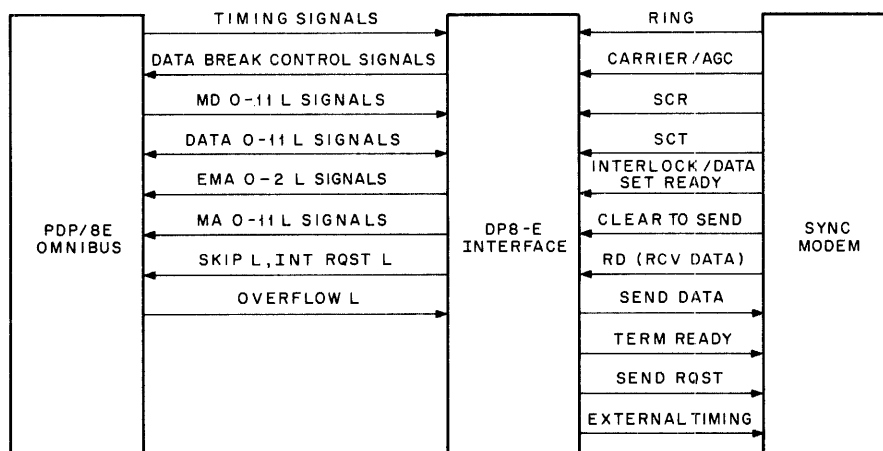 TIMING SIGNALS
DATA BREAK CONTROL SIGNALS
MD 0-11 L SIGNALS
DATA 0-11 L SIGNALS
EMA 0-2 L SIGNALS
MA 0-11 L SIGNALS
SKIP L, INT RQST L
OVERFLOW L
PDP/8E
OMNIBUS
DP8-E
INTERFACE
RING
CARRIER/AGC
SCR
SCT
INTERLOCK/DATA
SET READY
CLEAR TO SEND
RD (RCV DATA)
SEND DATA
TERM READY
SEND RQST
EXTERNAL TIMING
SYNC
MODEM